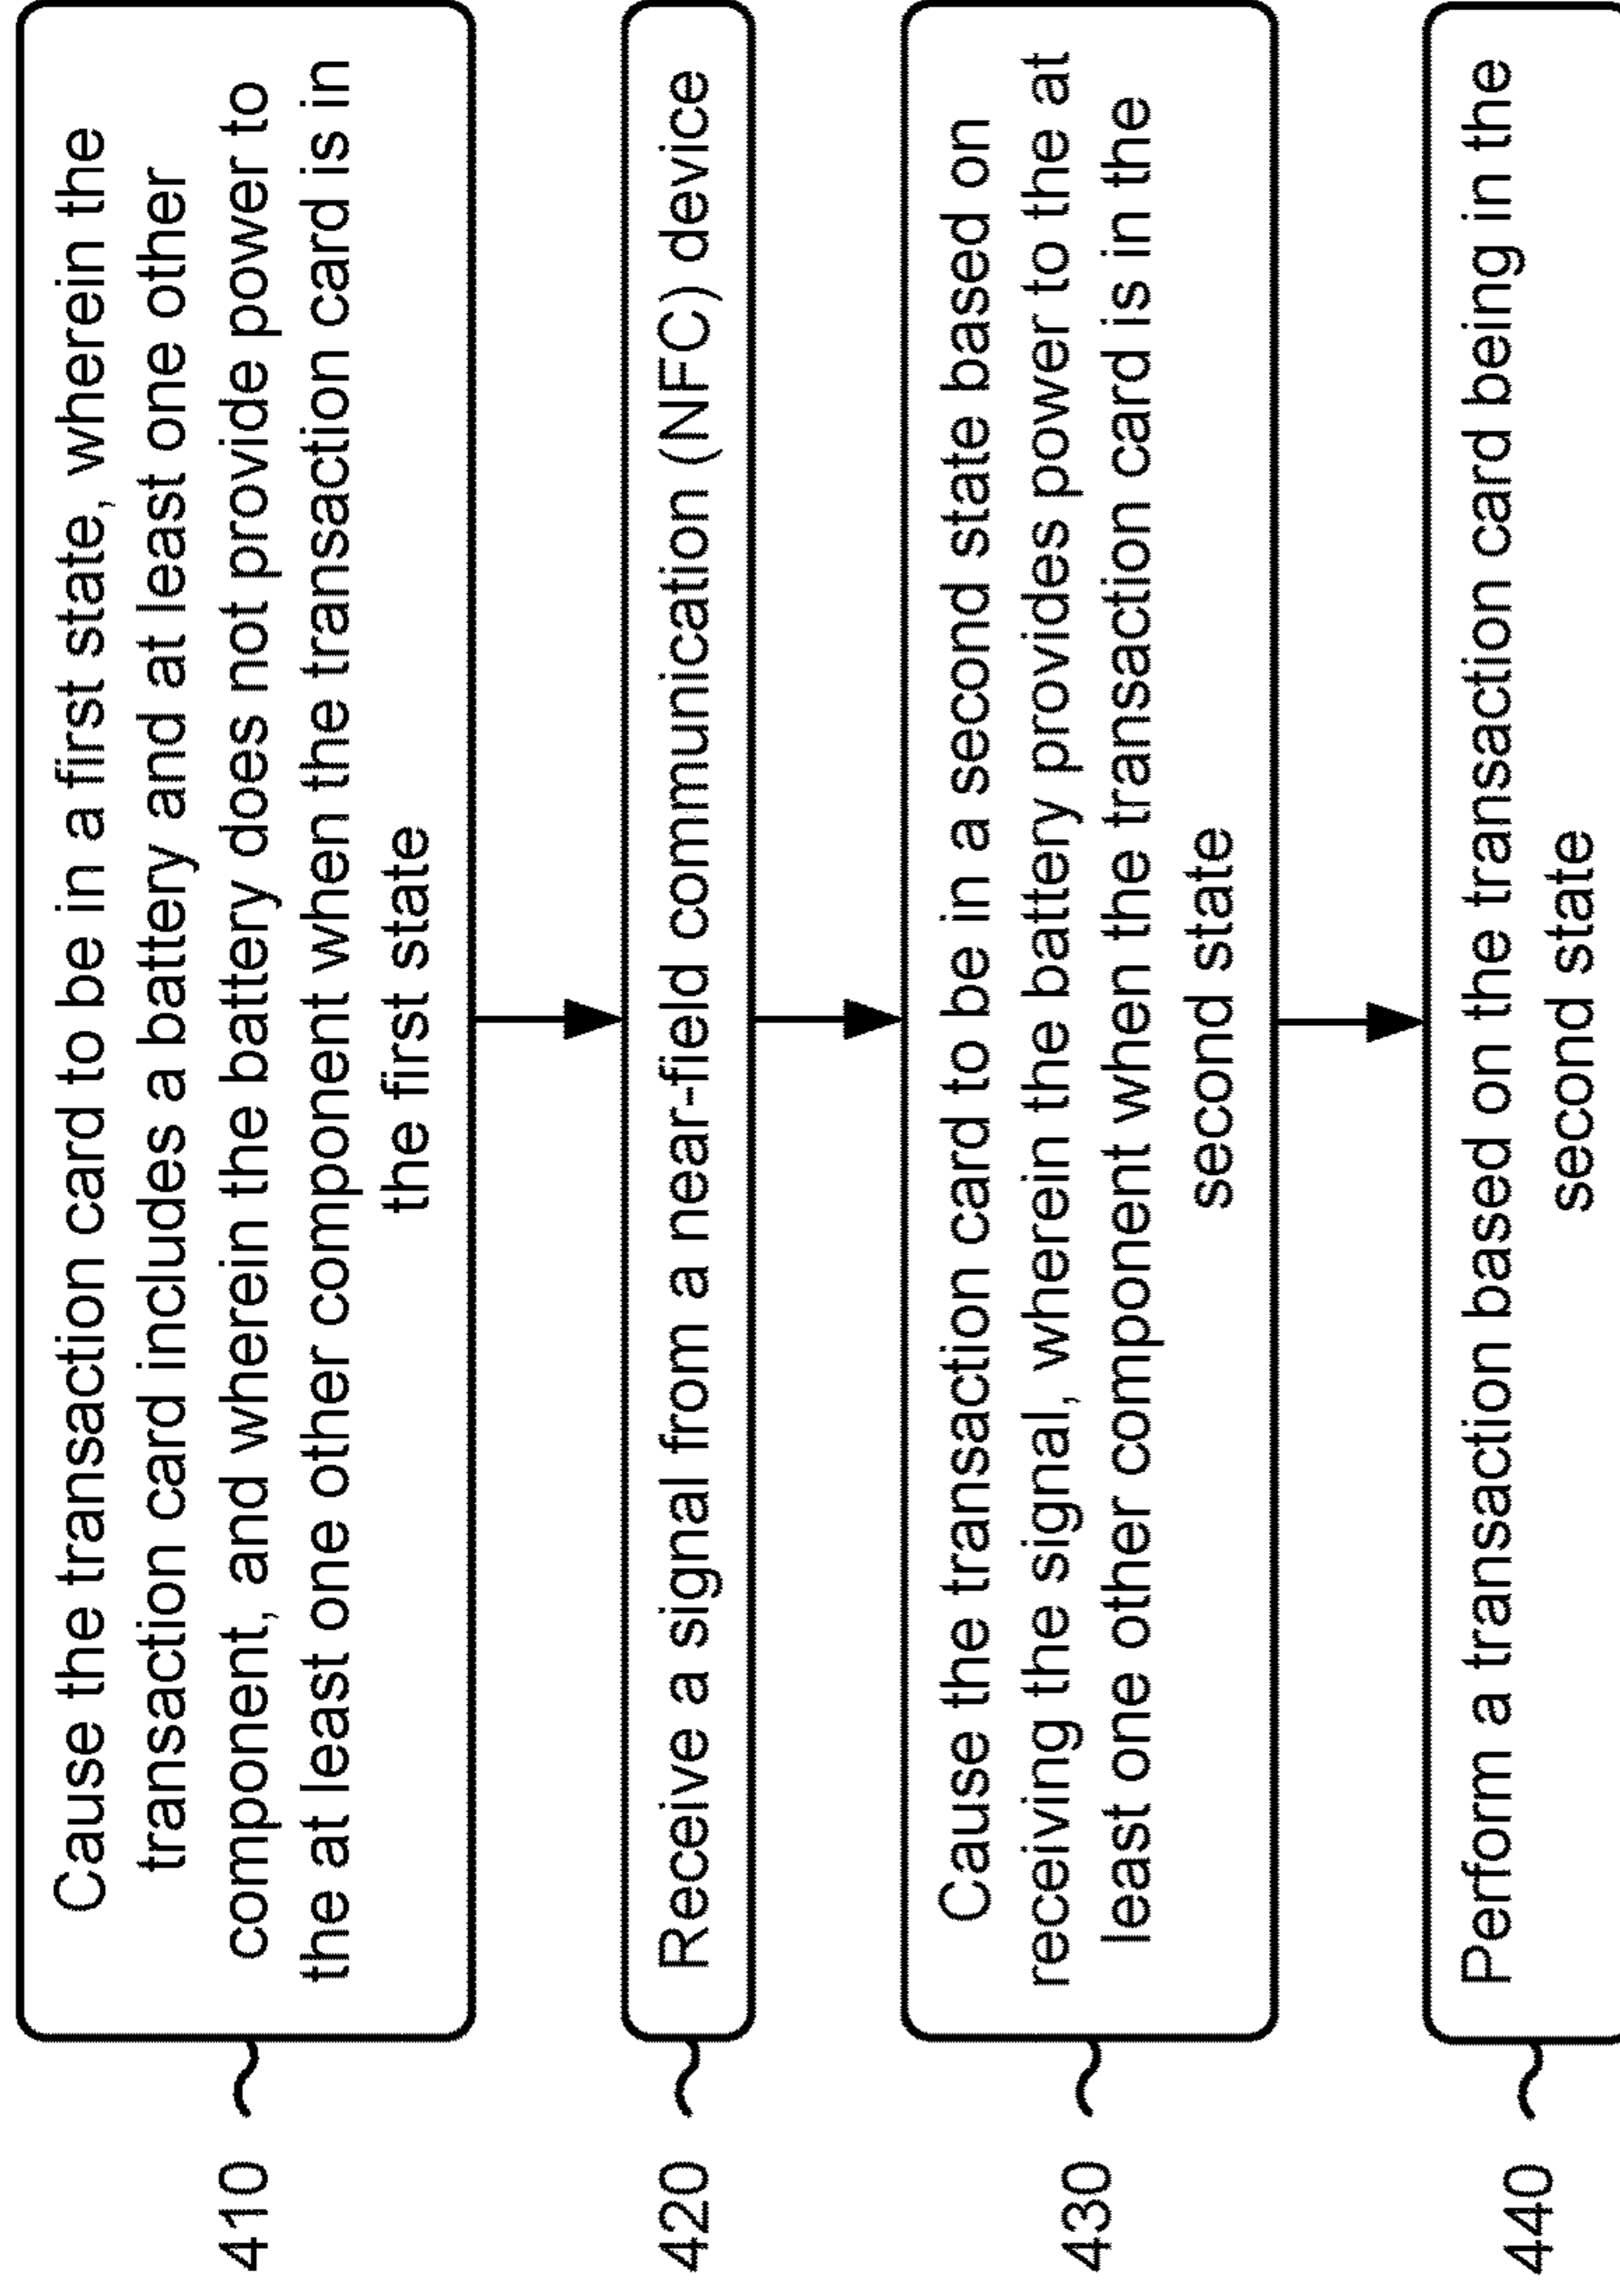 410
Cause the transaction card to be in a first state, wherein the
transaction card includes a battery and at least one other
component, and wherein the battery does not provide power to
the at least one other component when the transaction card is in
the first state
420
Receive a signal from a near-field communication (NFC) device
430
Cause the transaction card to be in a second state based on
receiving the signal, wherein the battery provides power to the at
least one other component when the transaction card is in the
second state
440
Perform a transaction based on the transaction card being in the
second state